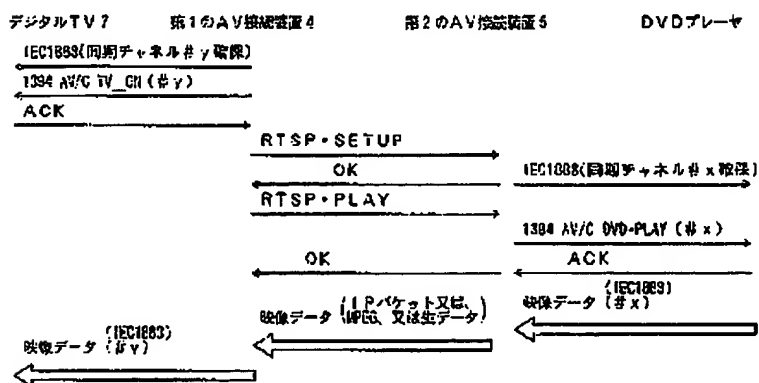 デジタルTV7 第1のAV接続装置4 第2のAV接続装置5 DVDプレーヤ
IEC1883(同期チャネル#y確保)
1394 AV/C TV_ON (#y)
ACK
RTSP・SETUP
OK
IEC1883(同期チャネル#x確保)
RTSP・PLAY
1394 AV/C DVD-PLAY (#x)
OK
ACK
映像データ (IEC1883) (#x)
映像データ (IPパケット又は、MPEG、又は生データ)
映像データ (IEC1883) (#y)